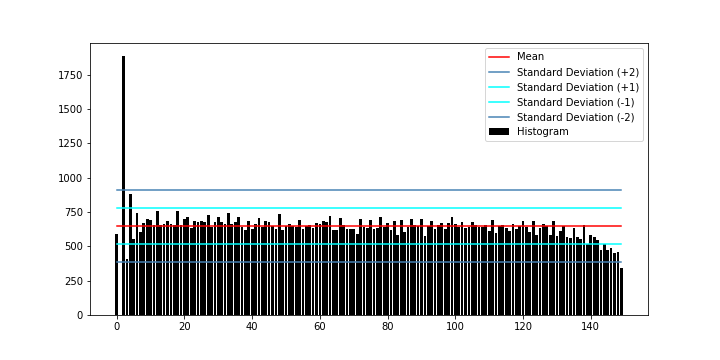 Mean
Standard Deviation (+2)
Standard Deviation (+1)
Standard Deviation (-1)
Standard Deviation (-2)
Histogram
1750
1500
1250
1000
750
500
250
0
0 20 40 60 80 100 120 140